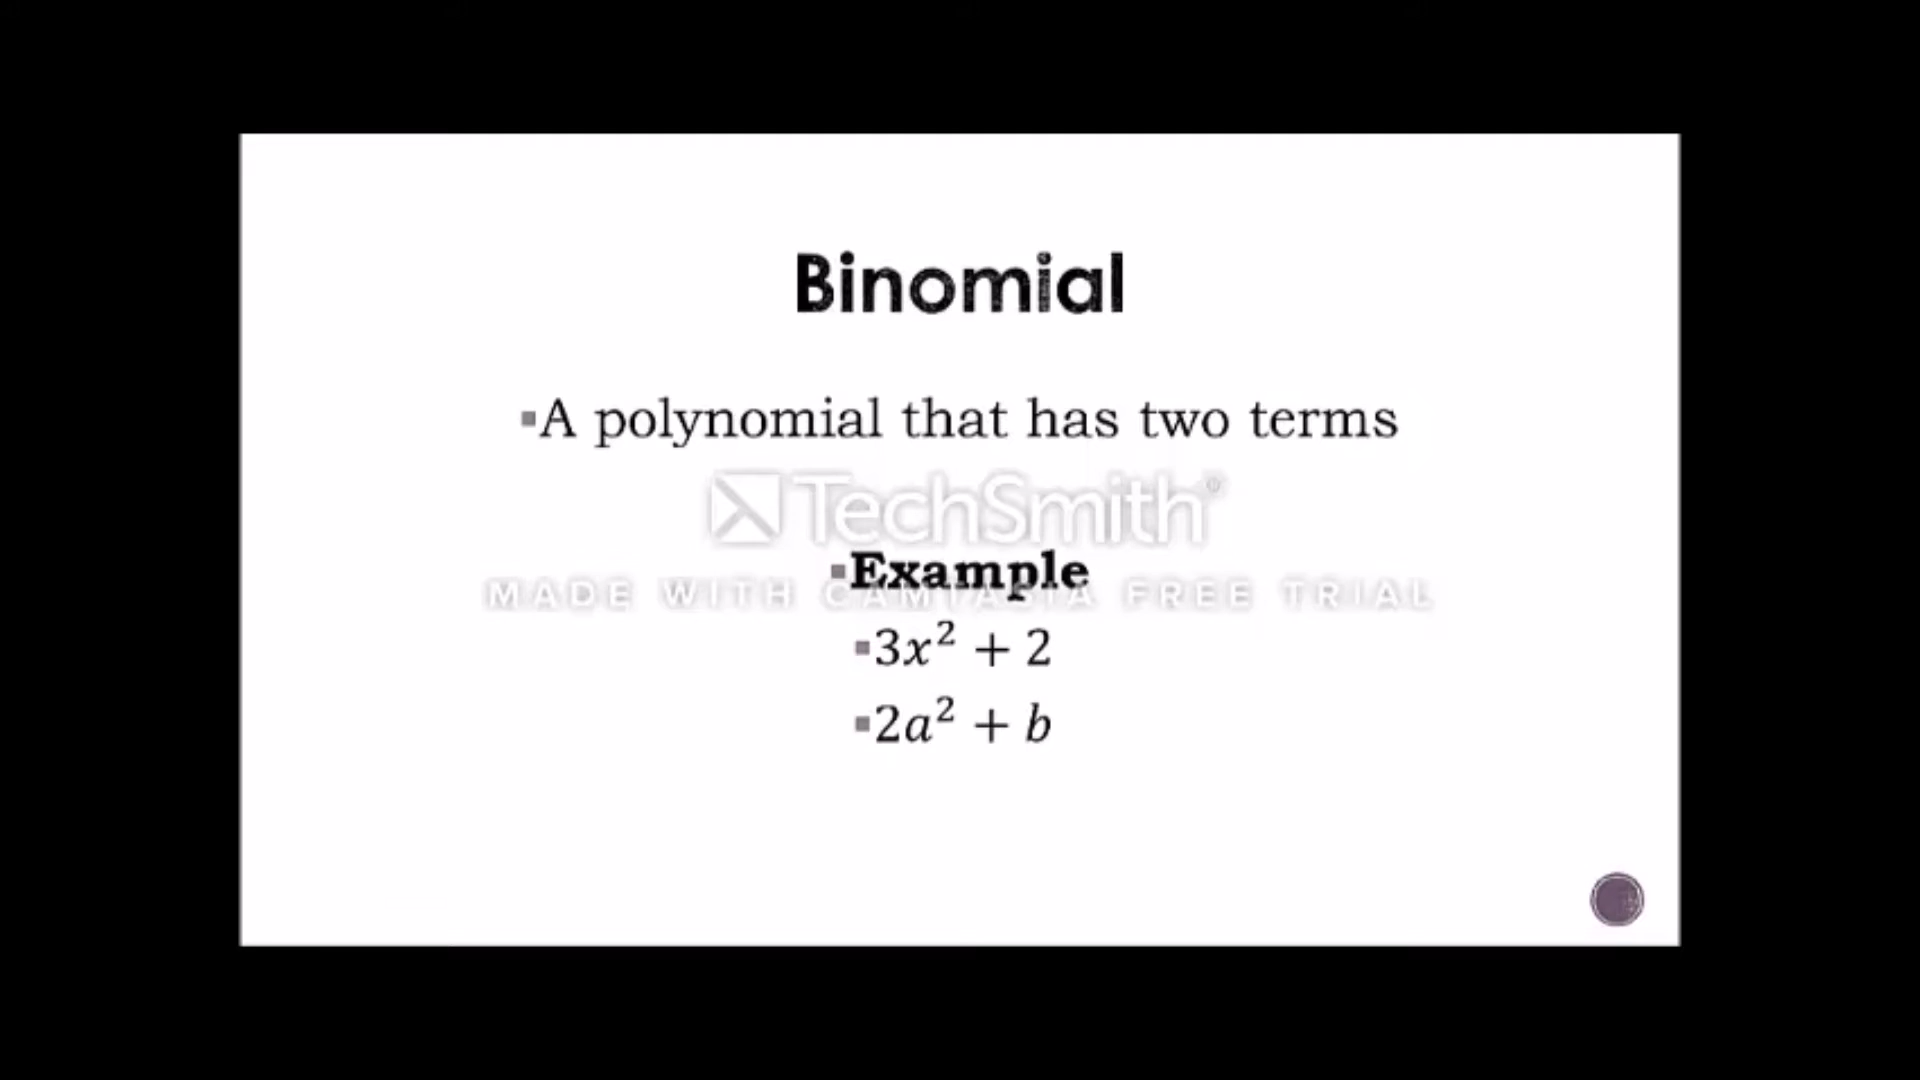 Binomial
▪A polynomial that has two terms
TechSmith®
▪Example
MADE WITH CAMTASIA FREE TRIAL
▪3x² + 2
▪2a² + b